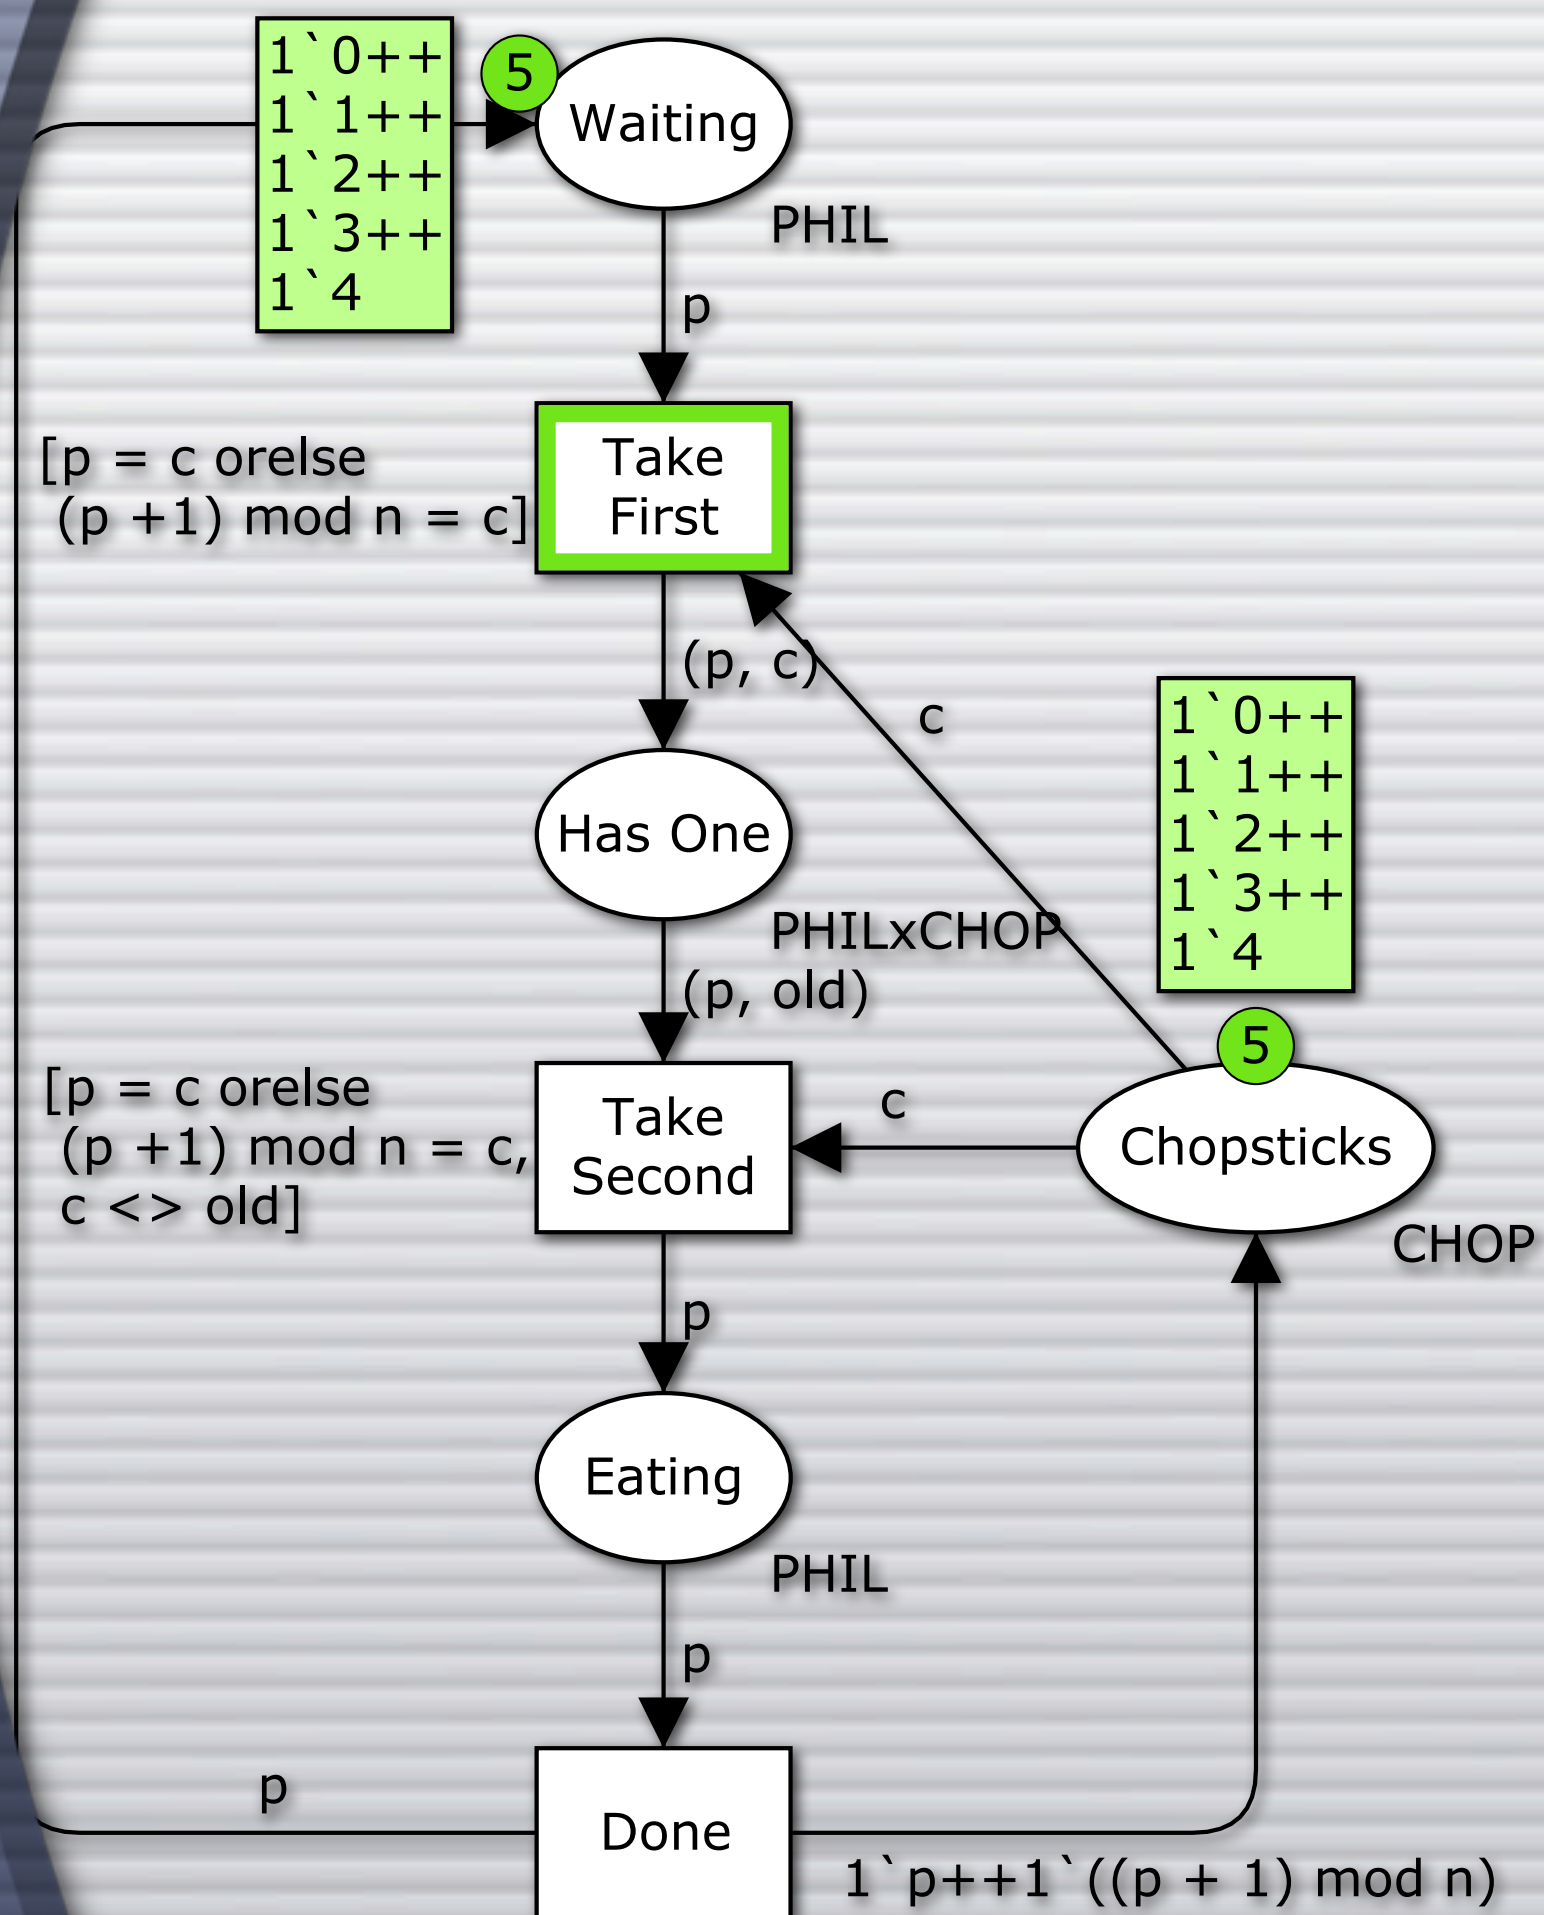 1`0++
1`1++
1`2++
1`3++
1`4
5
Waiting
PHIL
p
[p = c orelse
(p +1) mod n = c]
Take
First
(p, c)
c
Has One
PHILxCHOP
(p, old)
1`0++
1`1++
1`2++
1`3++
1`4
5
[p = c orelse
(p +1) mod n = c,
c <> old]
Take
Second
c
Chopsticks
CHOP
p
Eating
PHIL
p
p
Done
1`p++1`((p + 1) mod n)